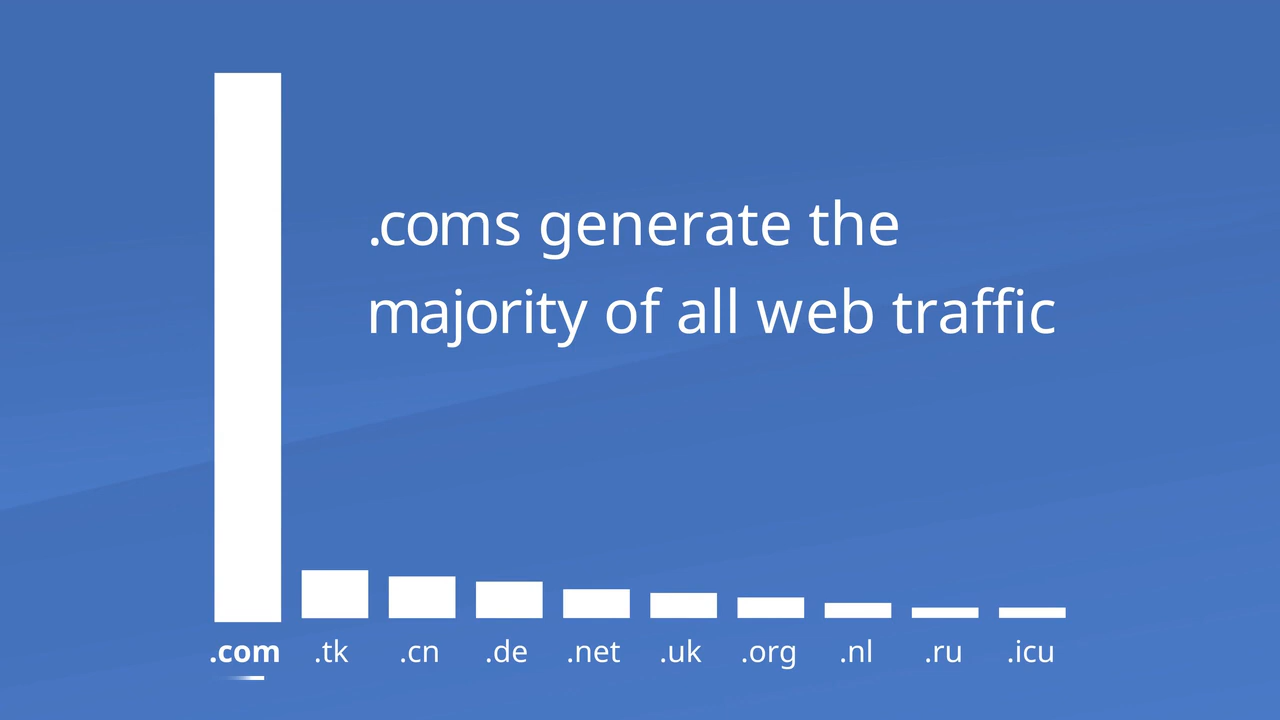 .coms generate the
majority of all web traffic
.com .tk .cn .de .net .uk .org .nl .ru .icu